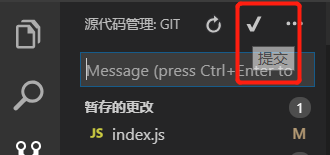 源代码管理: GIT
提交
Message (press Ctrl+Enter to
暂存的更改 1
JS index.js M